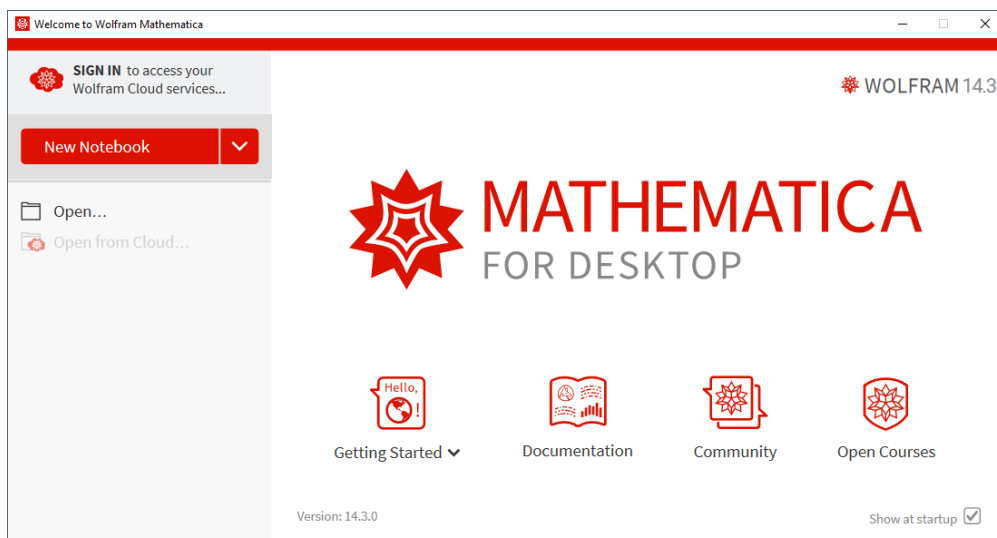 Welcome to Wolfram Mathematica
SIGN IN to access your
Wolfram Cloud services...
New Notebook
Open...
Open from Cloud...
WOLFRAM 14.3
MATHEMATICA
FOR DESKTOP
Hello,
!
Getting Started
Documentation
Community
Open Courses
Version: 14.3.0
Show at startup